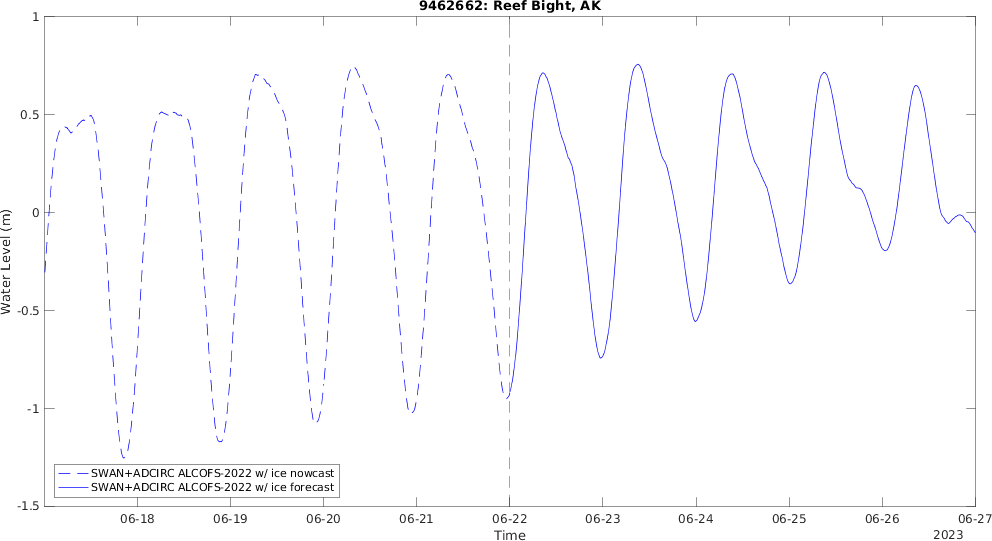 9462662: Reef Bight, AK
1
0.5
0
-0.5
-1
-1.5
Water Level (m)
SWAN+ADCIRC ALCOFS-2022 w/ ice nowcast
SWAN+ADCIRC ALCOFS-2022 w/ ice forecast
06-18 06-19 06-20 06-21 06-22 06-23 06-24 06-25 06-26 06-27
Time
2023